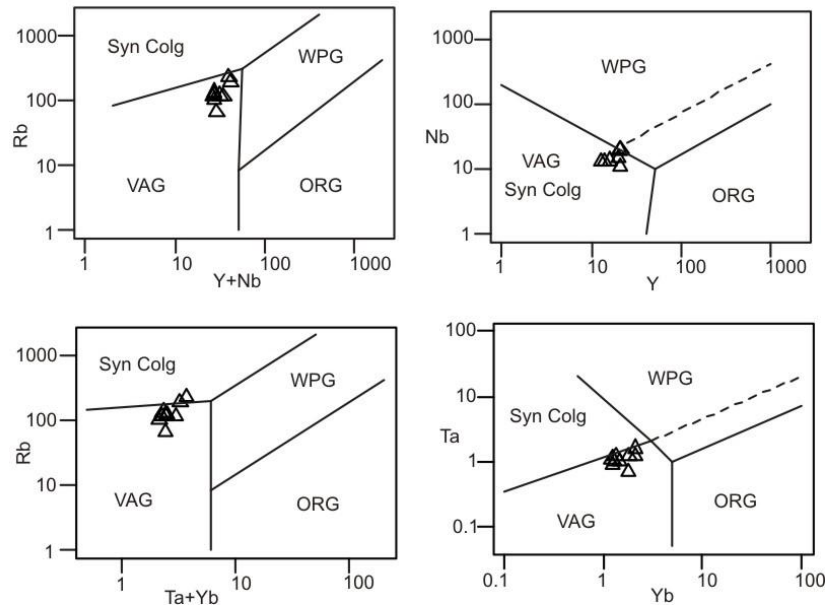 1000
100
10
1
Rb
Syn Colg
WPG
VAG
ORG
1
10
100
1000
Y+Nb
1000
100
10
1
Nb
WPG
VAG
Syn Colg
ORG
1
10
100
1000
Y
1000
100
10
1
Rb
Syn Colg
WPG
VAG
ORG
1
10
100
Ta+Yb
100
10
1
0.1
Ta
WPG
Syn Colg
VAG
ORG
0.1
1
10
100
Yb